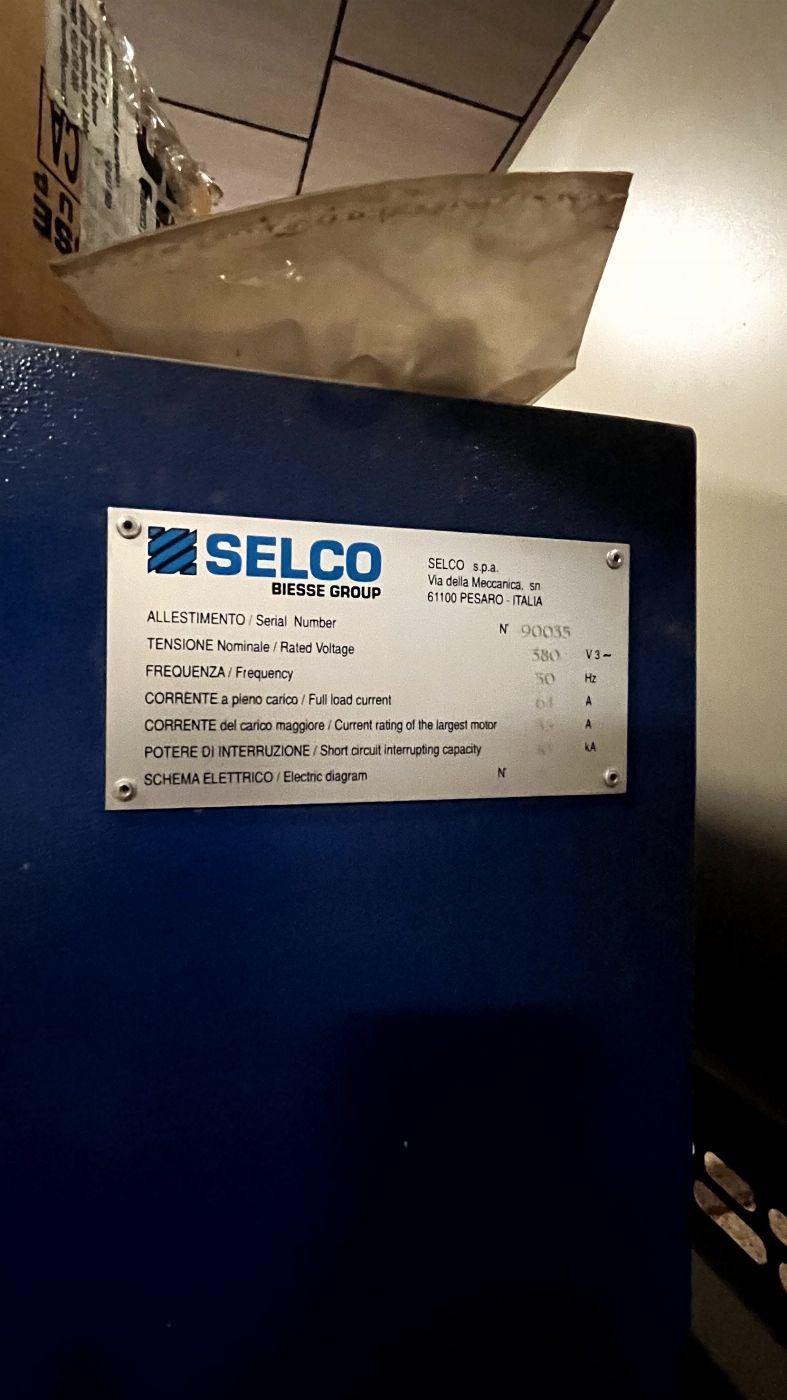 SELCO
BIESSE GROUP
SELCO s.p.a.
Via della Meccanica, sn
61100 PESARO - ITALIA
ALLESTIMENTO / Serial Number N° 90035
TENSIONE Nominale / Rated Voltage 380 V 3~
FREQUENZA / Frequency 50 Hz
CORRENTE a pieno carico / Full load current A
CORRENTE del carico maggiore / Current rating of the largest motor A
POTERE DI INTERRUZIONE / Short circuit interrupting capacity kA
SCHEMA ELETTRICO / Electric diagram N°